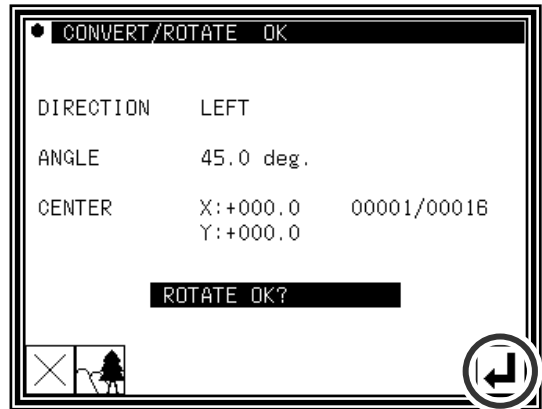 CONVERT/ROTATE OK
DIRECTION LEFT
ANGLE 45.0 deg.
CENTER X:+000.0 00001/00016
Y:+000.0
ROTATE OK?